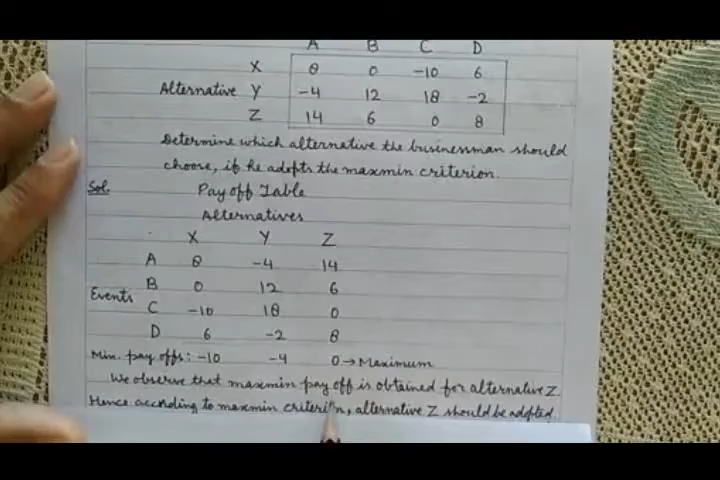 A B C D
X 8 0 -10 6
Alternative Y -4 12 18 -2
Z 14 6 0 8
Determine which alternative the businessman should
choose, if he adopts the maxmin criterion.
Sol. Pay off Table
Alternatives
X Y Z
A 8 -4 14
B 0 12 6
Events
C -10 18 0
D 6 -2 8
Min. pay offs: -10 -4 0 → Maximum
We observe that maxmin pay off is obtained for alternative Z.
Hence according to maxmin criterion, alternative Z should be adopted.